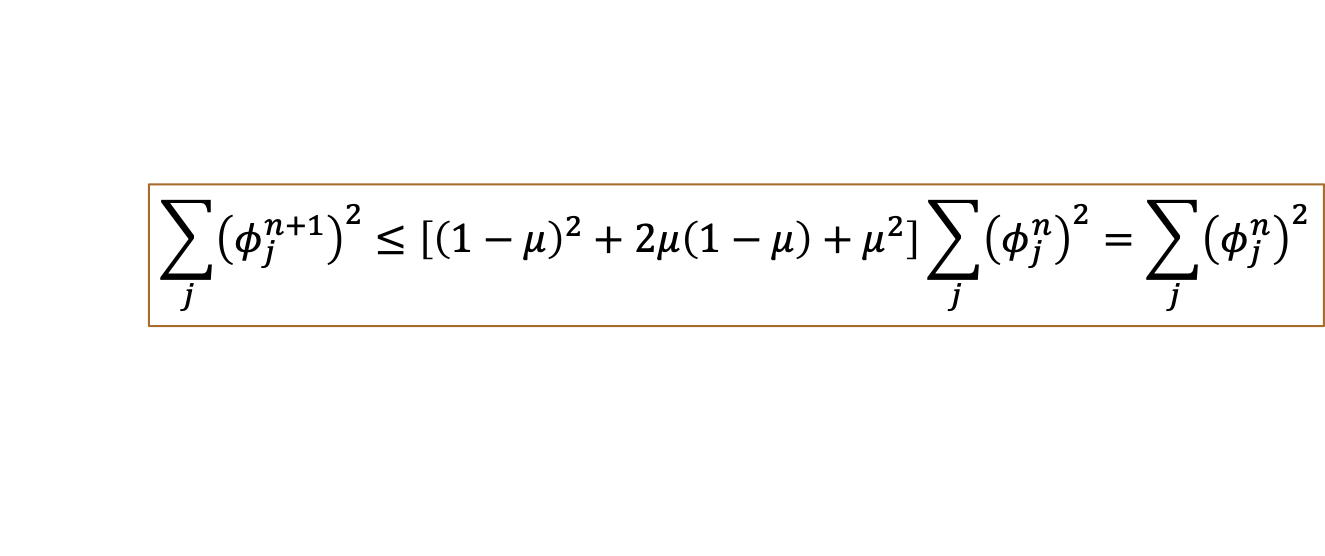 ∑_j (ϕ_j^{n+1})^2 ≤ [(1 − μ)^2 + 2μ(1 − μ) + μ^2] ∑_j (ϕ_j^n)^2 = ∑_j (ϕ_j^n)^2